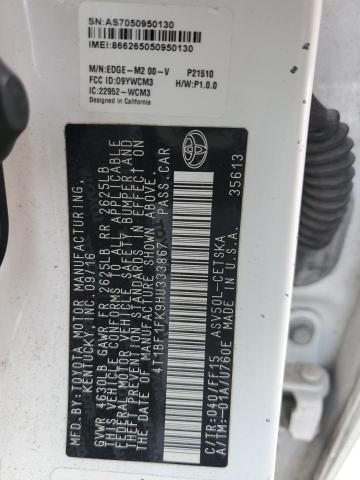 SN:AS7050950130
IMEI:866265050950130
M/N:EDGE-M2 00-V P21510
FCC ID:O9YWCM3 H/W:P1.0.0
IC:22952-WCM3
Designed in California
MFD.BY:TOYOTA MOTOR MANUFACTURING,
KENTUCKY, INC. 09/16
GVWR 4630LB GAWR FR 2625LB RR 2625LB
THIS VEHICLE CONFORMS TO ALL APPLICABLE
FEDERAL MOTOR VEHICLE SAFETY, BUMPER, AND
THEFT PREVENTION STANDARDS IN EFFECT ON
THE DATE OF MANUFACTURE SHOWN ABOVE.
4T1BF1FK9HU333867 PASS.CAR
C/TR:040/FF15 ASV50L-CETSKA
A/TM:-01A/U760E 35613
TOYOTA